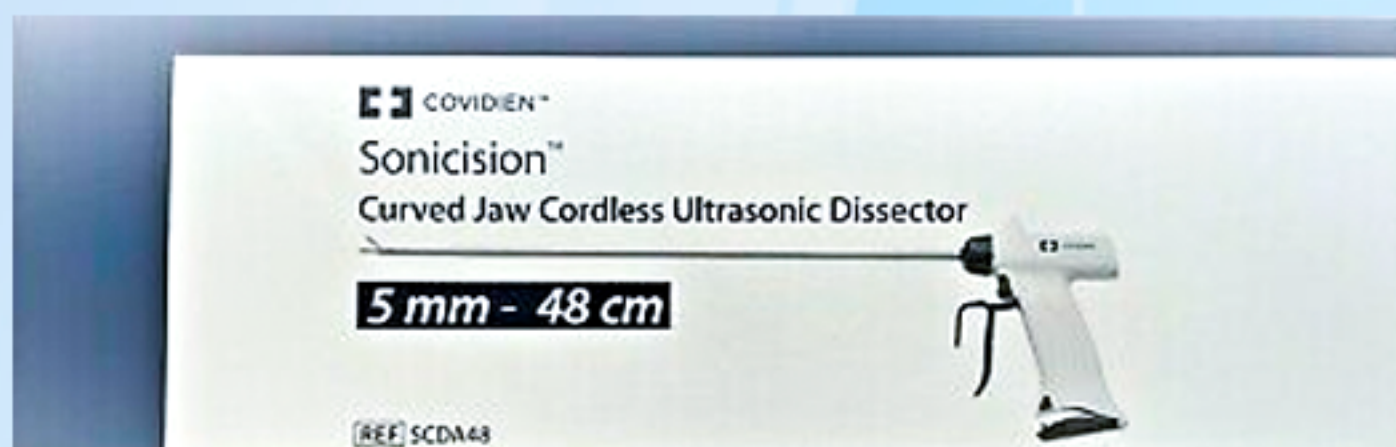 COVIDIEN™
Sonicision™
Curved Jaw Cordless Ultrasonic Dissector
5 mm - 48 cm
REF SCDA48